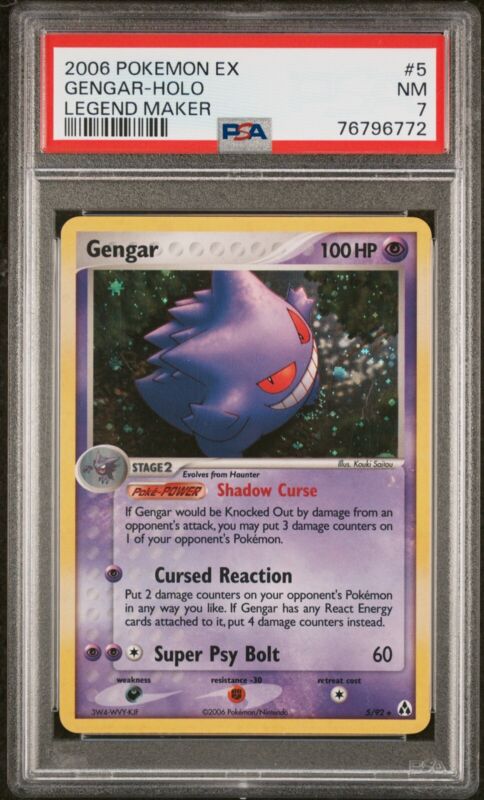 2006 POKEMON EX #5
GENGAR-HOLO NM
LEGEND MAKER 7
PSA 76796772
Gengar 100 HP
Illus. Kouki Saitou
STAGE 2 Evolves from Haunter
Poké-POWER Shadow Curse
If Gengar would be Knocked Out by damage from an
opponent's attack, you may put 3 damage counters on
1 of your opponent's Pokémon.
Cursed Reaction
Put 2 damage counters on your opponent's Pokémon
in any way you like. If Gengar has any React Energy
cards attached to it, put 4 damage counters instead.
Super Psy Bolt 60
weakness resistance -30 retreat cost
3W4-WVY-KJF ©2006 Pokémon/Nintendo 5/92
PSA